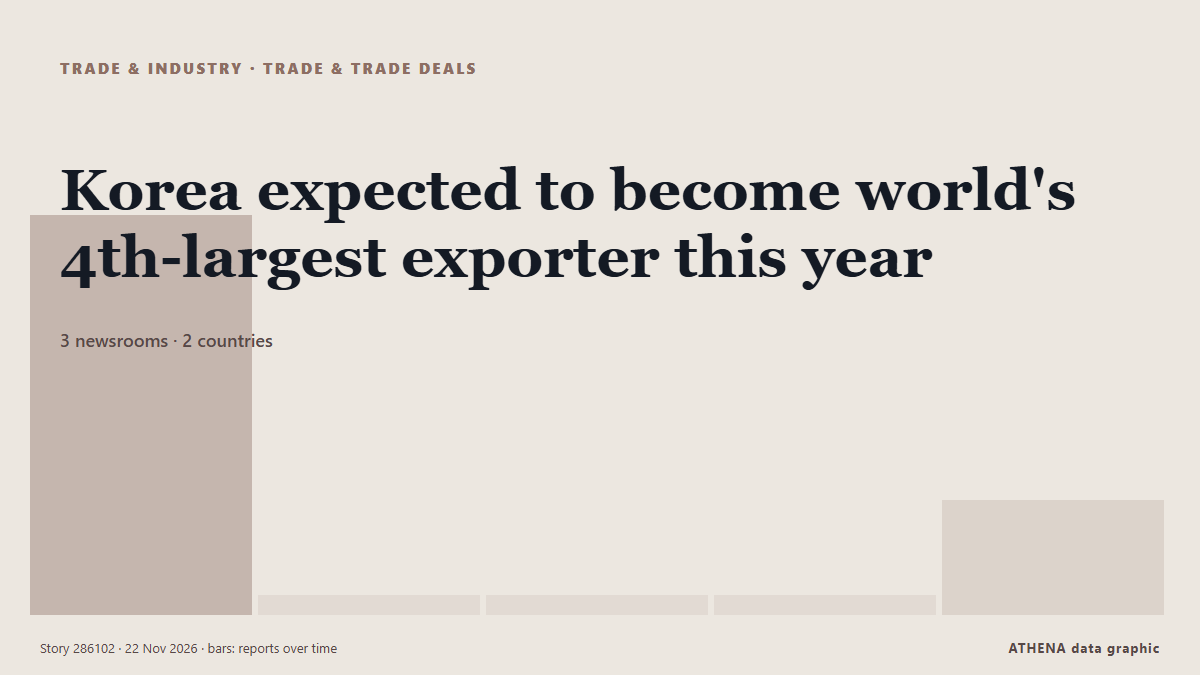 TRADE & INDUSTRY · TRADE & TRADE DEALS
Korea expected to become world's
4th-largest exporter this year
3 newsrooms · 2 countries
Story 286102 · 22 Nov 2026 · bars: reports over time
ATHENA data graphic